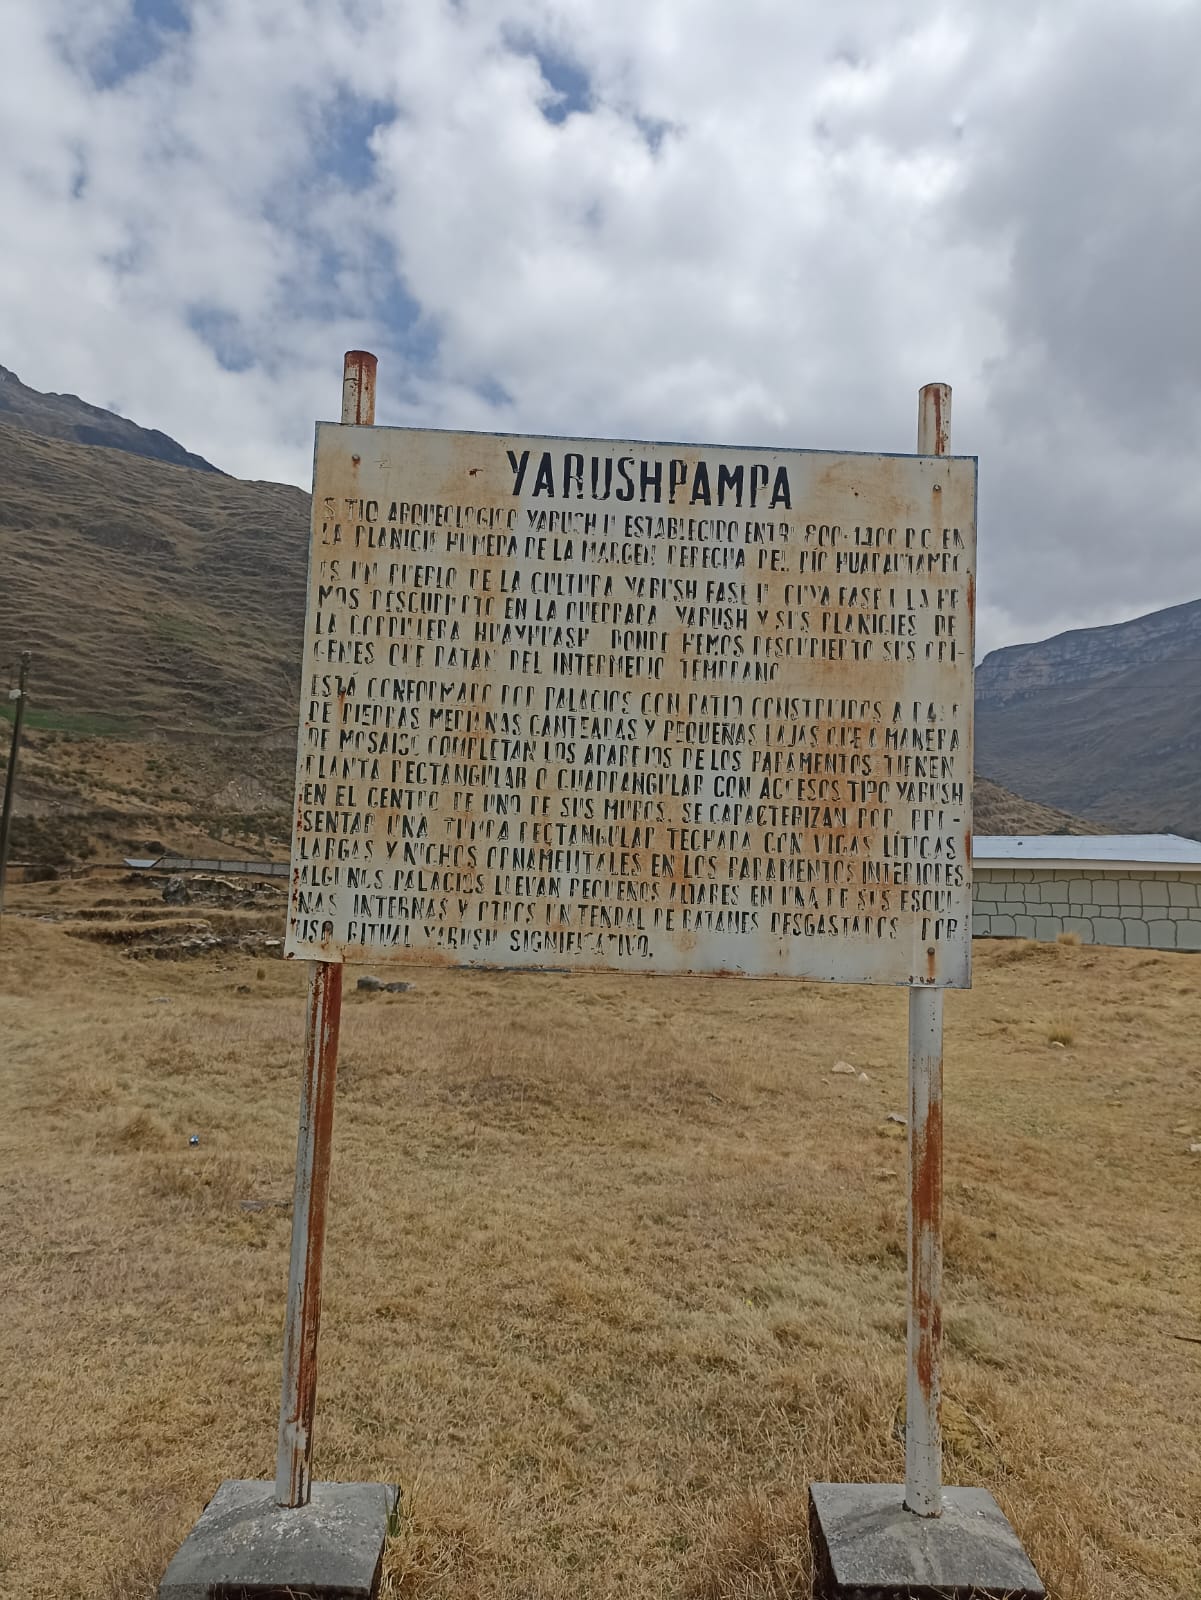 YARUSHPAMPA
SITIO ARQUEOLOGICO YARUSH II ESTABLECIDO ENTRE 800-1200 D.C. EN
LA PLANICIE HUMEDA DE LA MARGEN DERECHA DEL RÍO
ES UN PUEBLO DE LA CULTURA YARUSH FASE II CUYA FASE I LA HE-
MOS DESCUBIERTO EN LA QUEBRADA YARUSH Y SUS PLANICIES DE
LA CORDILLERA HUAYHUASH DONDE HEMOS DESCUBIERTO SUS ORI-
GENES QUE DATAN DEL INTERMEDIO TEMPRANO
ESTÁ CONFORMADO POR PALACIOS CON PATIO CONSTRUIDOS A BASE
DE PIEDRAS MEDIANAS CANTEADAS Y PEQUEÑAS LAJAS QUE A MANERA
DE MOSAICO COMPLETAN LOS APAREJOS DE LOS PARAMENTOS TIENEN
PLANTA RECTANGULAR O CUADRANGULAR CON ACCESOS TIPO YARUSH
EN EL CENTRO DE UNO DE SUS MUROS. SE CARACTERIZAN POR PRE-
SENTAR UNA TUMBA RECTANGULAR TECHADA CON VIGAS LÍTICAS
LARGAS Y NICHOS ORNAMENTALES EN LOS PARAMENTOS INTERIORES.
ALGUNOS PALACIOS LLEVAN PEQUEÑOS ALTARES EN UNA DE SUS ESQUI-
NAS INTERNAS Y OTROS UN TENDAL DE BATANES DESGASTADOS POR
USO RITUAL YARUSH SIGNIFICATIVO.